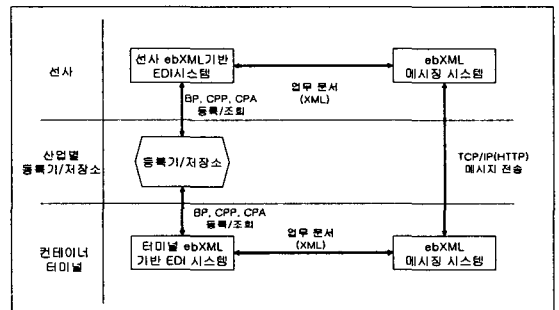 선사
선사 ebXML기반
EDI시스템
업무 문서
(XML)
ebXML
메시징 시스템
BP, CPP, CPA
등록/조회
산업별
등록기/저장소
등록기/저장소
TCP/IP(HTTP)
메시지 전송
BP, CPP, CPA
등록/조회
컨테이너
터미널
터미널 ebXML
기반 EDI 시스템
업무 문서
(XML)
ebXML
메시징 시스템